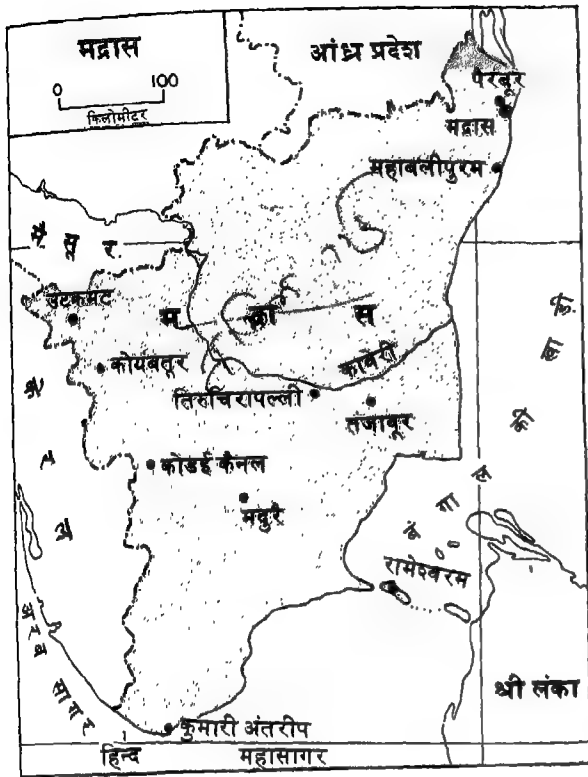 मद्रास
0 100
किलोमीटर
आंध्र प्रदेश
पैरंबूर
मद्रास
महाबलीपुरम
मैसूर
उटकमंट
म द्रा स
कावेरी
कोयंबतूर
तिरुचिरापल्ली
तंजावूर
केरल
कोडई कैनल
मदुरै
बंगाल की खाड़ी
रामेश्वरम
अरब सागर
श्री लंका
कुमारी अंतरीप
हिन्द महासागर